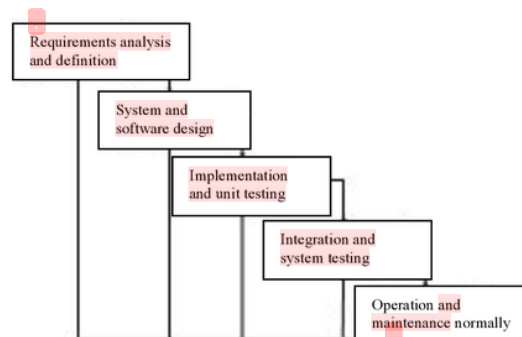 Requirements analysis
and definition
System and
software design
Implementation
and unit testing
Integration and
system testing
Operation and
maintenance normally